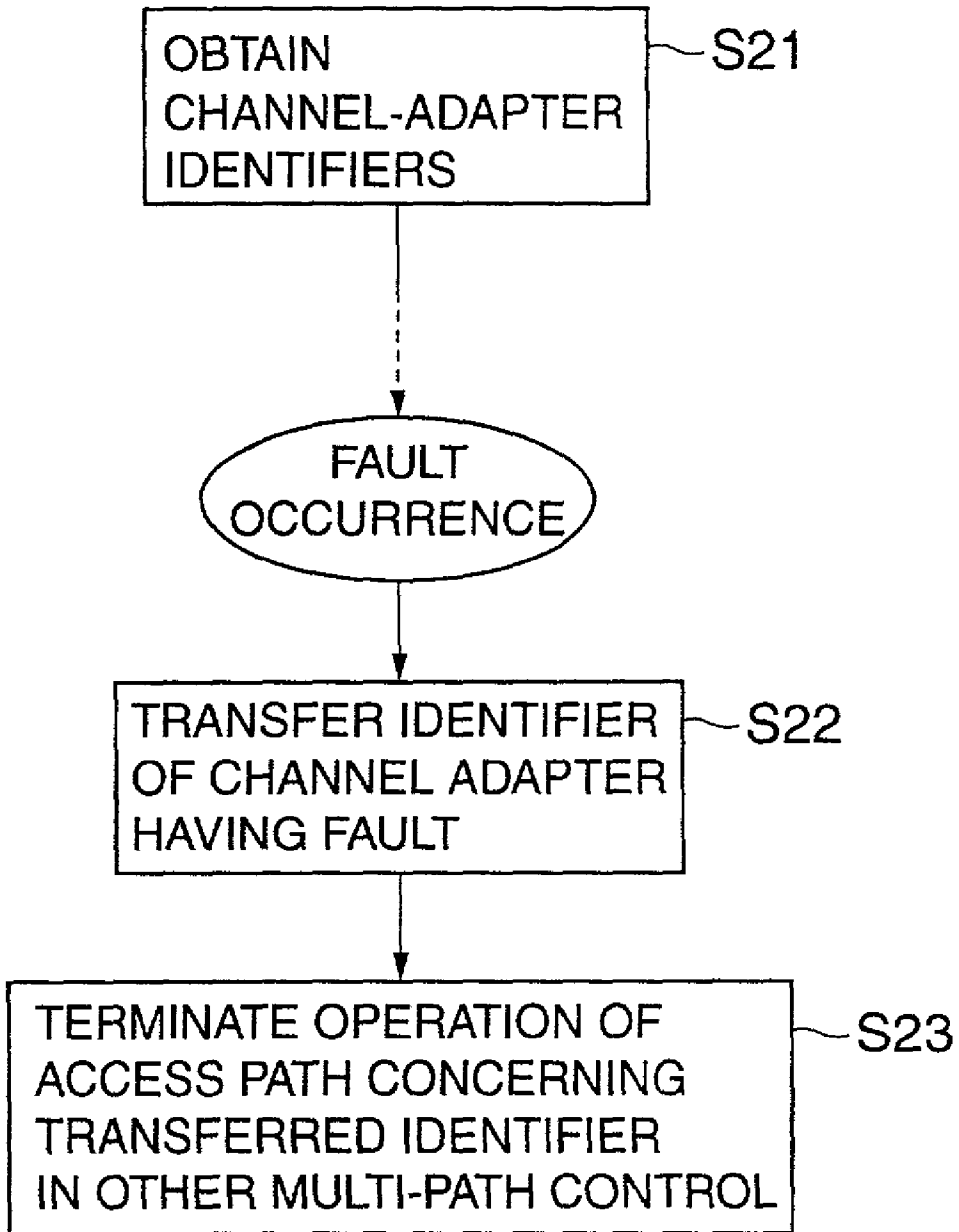 OBTAIN
CHANNEL-ADAPTER
IDENTIFIERS
S21
FAULT
OCCURRENCE
TRANSFER IDENTIFIER
OF CHANNEL ADAPTER
HAVING FAULT
S22
TERMINATE OPERATION OF
ACCESS PATH CONCERNING
TRANSFERRED IDENTIFIER
IN OTHER MULTI-PATH CONTROL
S23